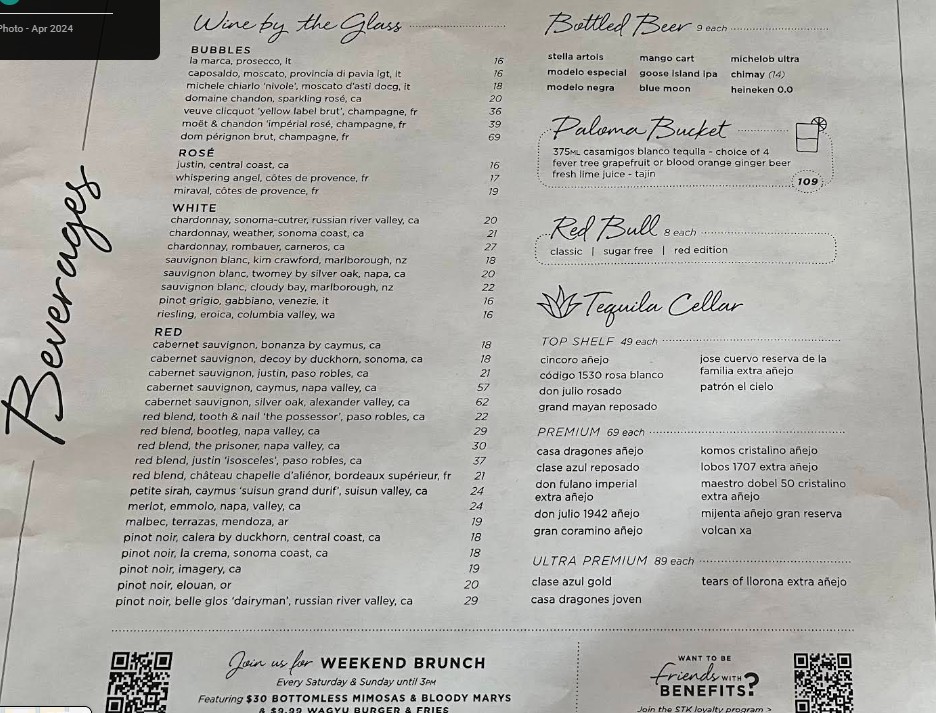 Photo - Apr 2024
Beverages
Wine by the Glass
BUBBLES
la marca, prosecco, it 16
caposaldo, moscato, provincia di pavia igt, it 16
michele chiarlo 'nivole', moscato d'asti docg, it 18
domaine chandon, sparkling rosé, ca 20
veuve clicquot 'yellow label brut', champagne, fr 36
moët & chandon 'impérial rosé, champagne, fr 39
dom pérignon brut, champagne, fr 69
ROSÉ
justin, central coast, ca 16
whispering angel, côtes de provence, fr 17
miraval, côtes de provence, fr 19
WHITE
chardonnay, sonoma-cutrer, russian river valley, ca 20
chardonnay, weather, sonoma coast, ca 21
chardonnay, rombauer, carneros, ca 27
sauvignon blanc, kim crawford, marlborough, nz 18
sauvignon blanc, twomey by silver oak, napa, ca 20
sauvignon blanc, cloudy bay, marlborough, nz 22
pinot grigio, gabbiano, venezie, it 16
riesling, eroica, columbia valley, wa 16
RED
cabernet sauvignon, bonanza by caymus, ca 18
cabernet sauvignon, decoy by duckhorn, sonoma, ca 18
cabernet sauvignon, justin, paso robles, ca 21
cabernet sauvignon, caymus, napa valley, ca 57
cabernet sauvignon, silver oak, alexander valley, ca 62
red blend, tooth & nail 'the possessor', paso robles, ca 22
red blend, bootleg, napa valley, ca 29
red blend, the prisoner, napa valley, ca 30
red blend, justin 'isosceles', paso robles, ca 37
red blend, château chapelle d'aliénor, bordeaux supérieur, fr 21
petite sirah, caymus 'suisun grand durif', suisun valley, ca 24
merlot, emmolo, napa, valley, ca 24
malbec, terrazas, mendoza, ar 19
pinot noir, calera by duckhorn, central coast, ca 18
pinot noir, la crema, sonoma coast, ca 18
pinot noir, imagery, ca 19
pinot noir, elouan, or 20
pinot noir, belle glos 'dairyman', russian river valley, ca 29
Bottled Beer 9 each
stella artois mango cart michelob ultra
modelo especial goose island ipa chimay (14)
modelo negra blue moon heineken 0.0
Paloma Bucket
375ML casamigos blanco tequila - choice of 4
fever tree grapefruit or blood orange ginger beer
fresh lime juice - tajin
109
Red Bull 8 each
classic | sugar free | red edition
Tequila Cellar
TOP SHELF 49 each
cincoro añejo
código 1530 rosa blanco
don julio rosado
grand mayan reposado
jose cuervo reserva de la
familia extra añejo
patrón el cielo
PREMIUM 69 each
casa dragones añejo
clase azul reposado
don fulano imperial
extra añejo
don julio 1942 añejo
gran coramino añejo
komos cristalino añejo
lobos 1707 extra añejo
maestro dobel 50 cristalino
extra añejo
mijenta añejo gran reserva
volcan xa
ULTRA PREMIUM 89 each
clase azul gold
casa dragones joven
tears of llorona extra añejo
Join us for WEEKEND BRUNCH
Every Saturday & Sunday until 3PM
Featuring $30 BOTTOMLESS MIMOSAS & BLOODY MARYS
& $9.99 WAGYU BURGER & FRIES
WANT TO BE
Friends WITH
BENEFITS?
Join the STK loyalty program >